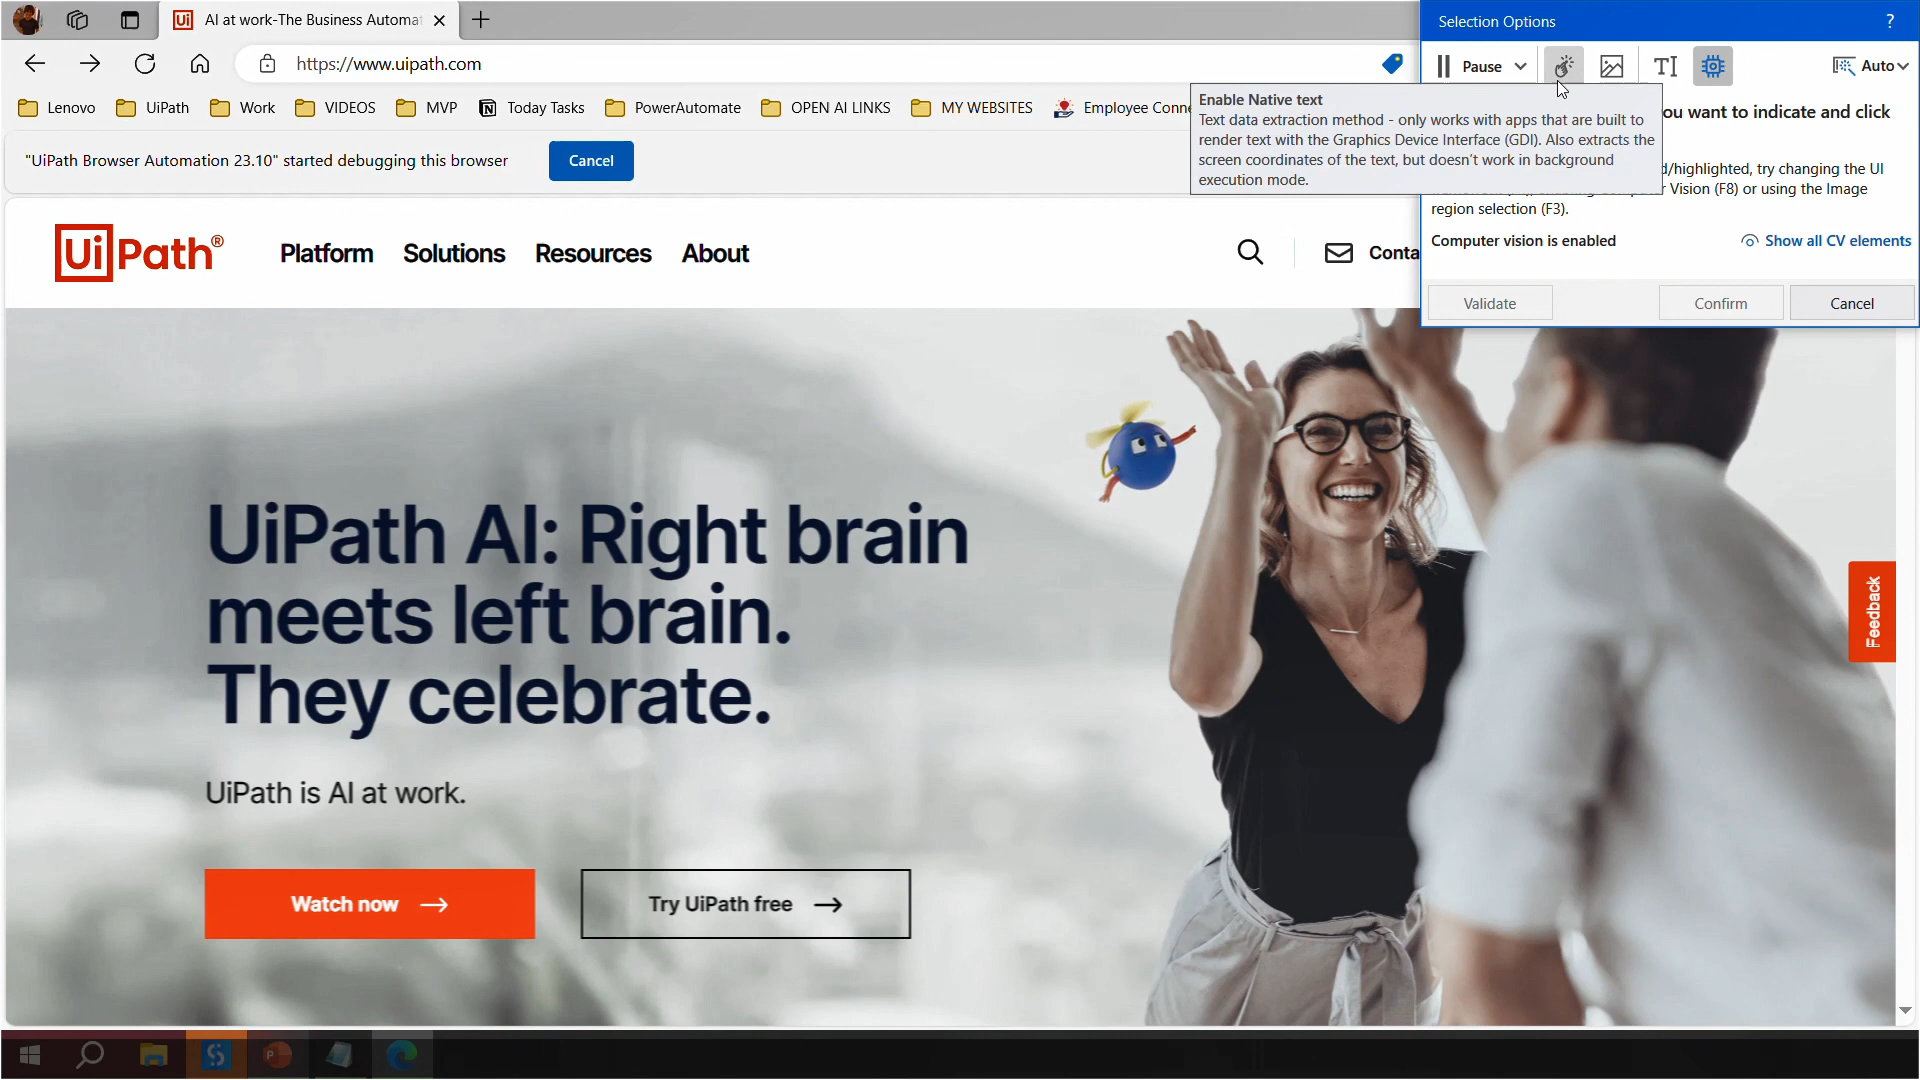 Ui AI at work-The Business Automat
Selection Options ?
https://www.uipath.com
Pause TI Auto
Lenovo UiPath Work VIDEOS MVP Today Tasks PowerAutomate OPEN AI LINKS MY WEBSITES Employee Conne
Enable Native text
Text data extraction method - only works with apps that are built to
render text with the Graphics Device Interface (GDI). Also extracts the
screen coordinates of the text, but doesn't work in background
execution mode.
ou want to indicate and click
d/highlighted, try changing the UI
Vision (F8) or using the Image
region selection (F3).
Computer vision is enabled Show all CV elements
Validate Confirm Cancel
"UiPath Browser Automation 23.10" started debugging this browser Cancel
UiPath® Platform Solutions Resources About Conta
UiPath AI: Right brain
meets left brain.
They celebrate.
UiPath is AI at work.
Watch now → Try UiPath free →
Feedback